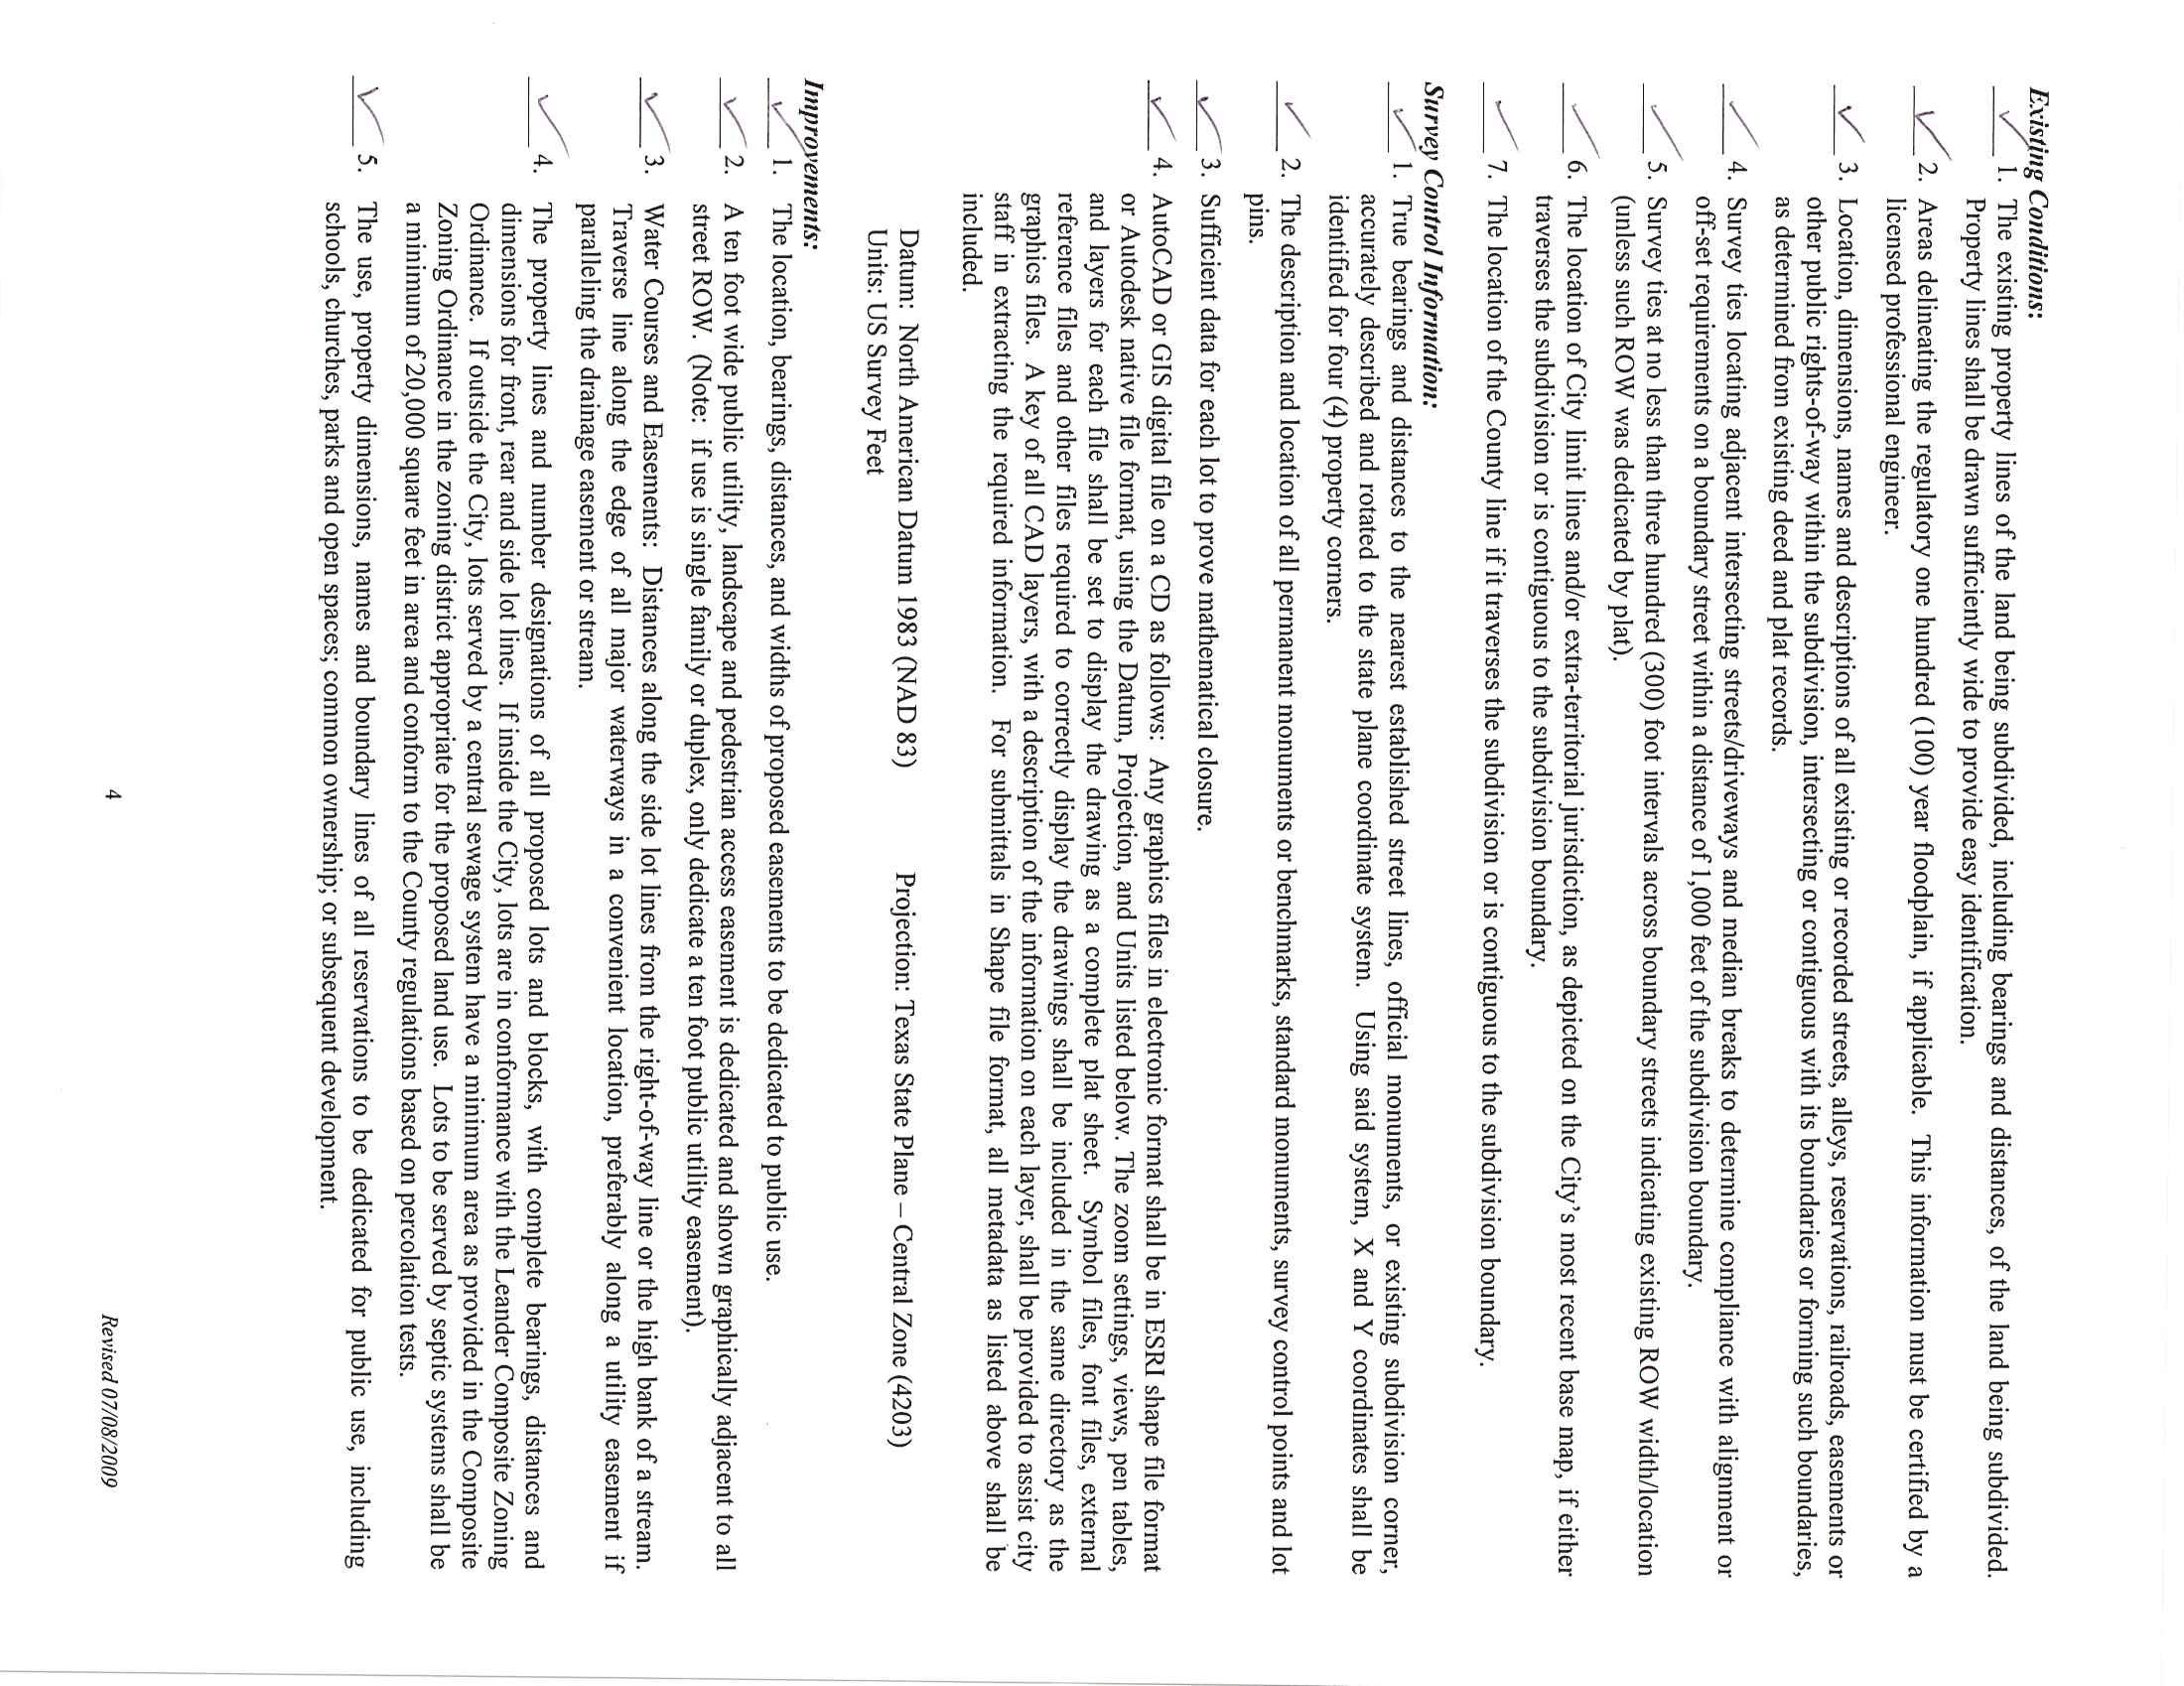 Existing Conditions:
✓ 1. The existing property lines of the land being subdivided, including bearings and distances, of the land being subdivided.
Property lines shall be drawn sufficiently wide to provide easy identification.
✓ 2. Areas delineating the regulatory one hundred (100) year floodplain, if applicable. This information must be certified by a
licensed professional engineer.
✓ 3. Location, dimensions, names and descriptions of all existing or recorded streets, alleys, reservations, railroads, easements or
other public rights-of-way within the subdivision, intersecting or contiguous with its boundaries or forming such boundaries,
as determined from existing deed and plat records.
✓ 4. Survey ties locating adjacent intersecting streets/driveways and median breaks to determine compliance with alignment or
off-set requirements on a boundary street within a distance of 1,000 feet of the subdivision boundary.
✓ 5. Survey ties at no less than three hundred (300) foot intervals across boundary streets indicating existing ROW width/location
(unless such ROW was dedicated by plat).
✓ 6. The location of City limit lines and/or extra-territorial jurisdiction, as depicted on the City's most recent base map, if either
traverses the subdivision or is contiguous to the subdivision boundary.
✓ 7. The location of the County line if it traverses the subdivision or is contiguous to the subdivision boundary.
Survey Control Information:
✓ 1. True bearings and distances to the nearest established street lines, official monuments, or existing subdivision corner,
accurately described and rotated to the state plane coordinate system. Using said system, X and Y coordinates shall be
identified for four (4) property corners.
✓ 2. The description and location of all permanent monuments or benchmarks, standard monuments, survey control points and lot
pins.
✓ 3. Sufficient data for each lot to prove mathematical closure.
✓ 4. AutoCAD or GIS digital file on a CD as follows: Any graphics files in electronic format shall be in ESRI shape file format
or Autodesk native file format, using the Datum, Projection, and Units listed below. The zoom settings, views, pen tables,
and layers for each file shall be set to display the drawing as a complete plat sheet. Symbol files, font files, external
reference files and other files required to correctly display the drawings shall be included in the same directory as the
graphics files. A key of all CAD layers, with a description of the information on each layer, shall be provided to assist city
staff in extracting the required information. For submittals in Shape file format, all metadata as listed above shall be
included.
Datum: North American Datum 1983 (NAD 83) Projection: Texas State Plane – Central Zone (4203)
Units: US Survey Feet
Improvements:
✓ 1. The location, bearings, distances, and widths of proposed easements to be dedicated to public use.
✓ 2. A ten foot wide public utility, landscape and pedestrian access easement is dedicated and shown graphically adjacent to all
street ROW. (Note: if use is single family or duplex, only dedicate a ten foot public utility easement).
✓ 3. Water Courses and Easements: Distances along the side lot lines from the right-of-way line or the high bank of a stream.
Traverse line along the edge of all major waterways in a convenient location, preferably along a utility easement if
paralleling the drainage easement or stream.
✓ 4. The property lines and number designations of all proposed lots and blocks, with complete bearings, distances and
dimensions for front, rear and side lot lines. If inside the City, lots are in conformance with the Leander Composite Zoning
Ordinance. If outside the City, lots served by a central sewage system have a minimum area as provided in the Composite
Zoning Ordinance in the zoning district appropriate for the proposed land use. Lots to be served by septic systems shall be
a minimum of 20,000 square feet in area and conform to the County regulations based on percolation tests.
✓ 5. The use, property dimensions, names and boundary lines of all reservations to be dedicated for public use, including
schools, churches, parks and open spaces; common ownership; or subsequent development.
4
Revised 07/08/2009